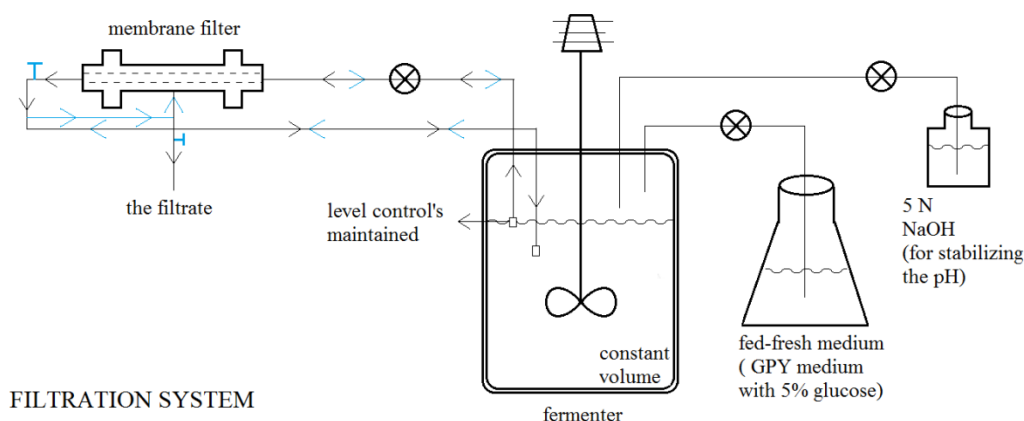 membrane filter
the filtrate
level control's
maintained
5 N
NaOH
(for stabilizing
the pH)
constant
volume
fed-fresh medium
( GPY medium
with 5% glucose)
FILTRATION SYSTEM
fermenter